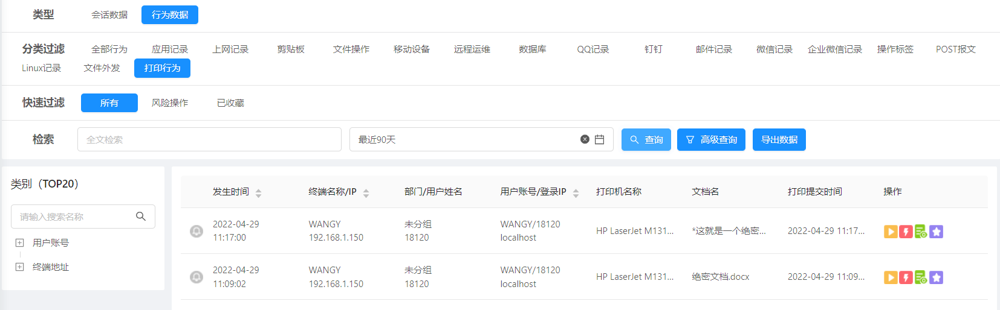 类型 会话数据 行为数据
分类过滤 全部行为 应用记录 上网记录 剪贴板 文件操作 移动设备 远程运维 数据库 QQ记录 钉钉 邮件记录 微信记录 企业微信记录 操作标签 POST报文
Linux记录 文件外发 打印行为
快速过滤 所有 风险操作 已收藏
检索 全文检索 最近90天 查询 高级查询 导出数据
类别（TOP20）
请输入搜索名称
用户账号
终端地址
发生时间 终端名称/IP 部门/用户姓名 用户账号/登录IP 打印机名称 文档名 打印提交时间 操作
2022-04-29 WANGY 未分组 WANGY/18120
HP LaserJet M131... *这就是一个绝密... 2022-04-29 11:17...
11:17:00 192.168.1.150 18120 localhost
2022-04-29 WANGY 未分组 WANGY/18120
HP LaserJet M131... 绝密文档.docx 2022-04-29 11:09...
11:09:02 192.168.1.150 18120 localhost